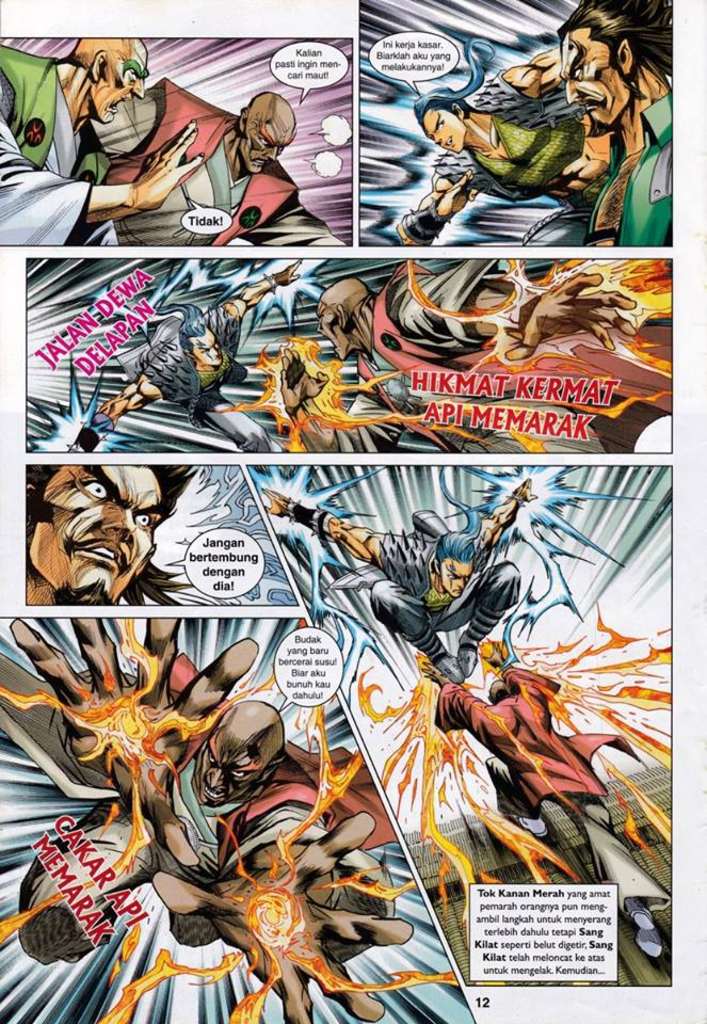 Kalian
pasti ingin men-
cari maut!
Tidak!
Ini kerja kasar.
Biarklah aku yang
melakukannya!
JALAN DEWA
DELAPAN
HIKMAT KERMAT
API MEMARAK
Jangan
bertembung
dengan
dia!
Budak
yang baru
bercerai susu!
Biar aku
bunuh kau
dahulu!
CAKAR API
MEMARAK
Tok Kanan Merah yang amat
pemarah orangnya pun meng-
ambil langkah untuk menyerang
terlebih dahulu tetapi Sang
Kilat seperti belut digetir, Sang
Kilat telah meloncat ke atas
untuk mengelak. Kemudian...
12